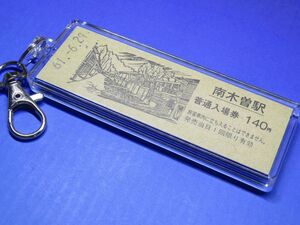 61.-6.29
南木曽駅
普通入場券 140円
旅客車内に立ち入ることはできません。
発売当日1回限り有効